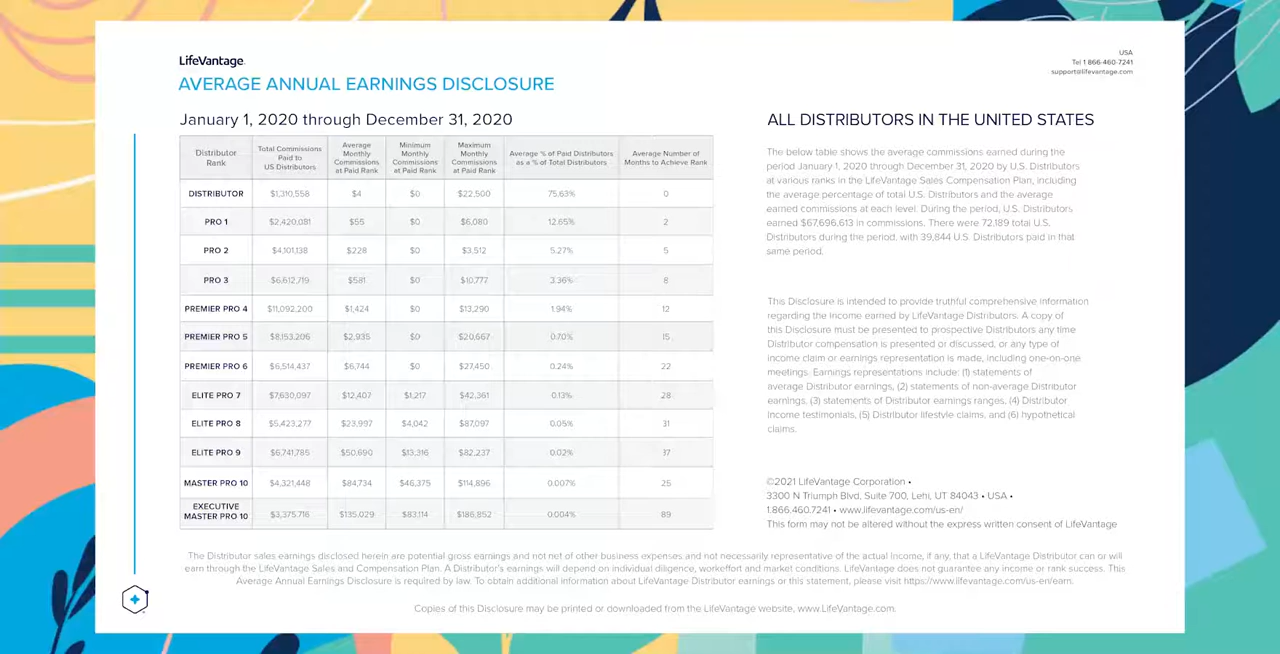 LifeVantage
USA
Tel 1 866-460-7241
support@lifevantage.com
AVERAGE ANNUAL EARNINGS DISCLOSURE
January 1, 2020 through December 31, 2020
Distributor Rank | Total Commissions Paid to US Distributors | Average Monthly Commissions at Paid Rank | Minimum Monthly Commissions at Paid Rank | Maximum Monthly Commissions at Paid Rank | Average % of Paid Distributors as a % of Total Distributors | Average Number of Months to Achieve Rank
DISTRIBUTOR $1,310,558 $4 $0 $22,500 75.63% 0
PRO 1 $2,420,081 $55 $0 $6,080 12.65% 2
PRO 2 $4,101,138 $228 $0 $3,512 5.27% 5
PRO 3 $6,612,719 $581 $0 $10,777 3.36% 8
PREMIER PRO 4 $11,092,200 $1,424 $0 $13,290 1.94% 12
PREMIER PRO 5 $8,153,206 $2,935 $0 $20,667 0.70% 15
PREMIER PRO 6 $6,514,437 $6,744 $0 $27,450 0.24% 22
ELITE PRO 7 $7,630,097 $12,407 $1,217 $42,361 0.13% 28
ELITE PRO 8 $5,423,277 $23,997 $4,042 $87,097 0.05% 31
ELITE PRO 9 $6,741,785 $50,690 $13,316 $82,237 0.02% 37
MASTER PRO 10 $4,321,448 $84,734 $46,375 $114,896 0.007% 25
EXECUTIVE MASTER PRO 10 $3,375,716 $135,029 $83,114 $186,852 0.004% 89
ALL DISTRIBUTORS IN THE UNITED STATES
The below table shows the average commissions earned during the
period January 1, 2020 through December 31, 2020 by U.S. Distributors
at various ranks in the LifeVantage Sales Compensation Plan, including
the average percentage of total U.S. Distributors and the average
earned commissions at each level. During the period, U.S. Distributors
earned $67,696,613 in commissions. There were 72,189 total U.S.
Distributors during the period, with 39,844 U.S. Distributors paid in that
same period.
This Disclosure is intended to provide truthful comprehensive information
regarding the income earned by LifeVantage Distributors. A copy of
this Disclosure must be presented to prospective Distributors any time
Distributor compensation is presented or discussed, or any type of
income claim or earnings representation is made, including one-on-one
meetings. Earnings representations include: (1) statements of
average Distributor earnings, (2) statements of non-average Distributor
earnings, (3) statements of Distributor earnings ranges, (4) Distributor
income testimonials, (5) Distributor lifestyle claims, and (6) hypothetical
claims.
©2021 LifeVantage Corporation •
3300 N Triumph Blvd, Suite 700, Lehi, UT 84043 • USA •
1.866.460.7241 • www.lifevantage.com/us-en/
This form may not be altered without the express written consent of LifeVantage
The Distributor sales earnings disclosed herein are potential gross earnings and not net of other business expenses and not necessarily representative of the actual income, if any, that a LifeVantage Distributor can or will
earn through the LifeVantage Sales and Compensation Plan. A Distributor's earnings will depend on individual diligence, workeffort and market conditions. LifeVantage does not guarantee any income or rank success. This
Average Annual Earnings Disclosure is required by law. To obtain additional information about LifeVantage Distributor earnings or this statement, please visit https://www.lifevantage.com/us-en/earn.
Copies of this Disclosure may be printed or downloaded from the LifeVantage website, www.LifeVantage.com.